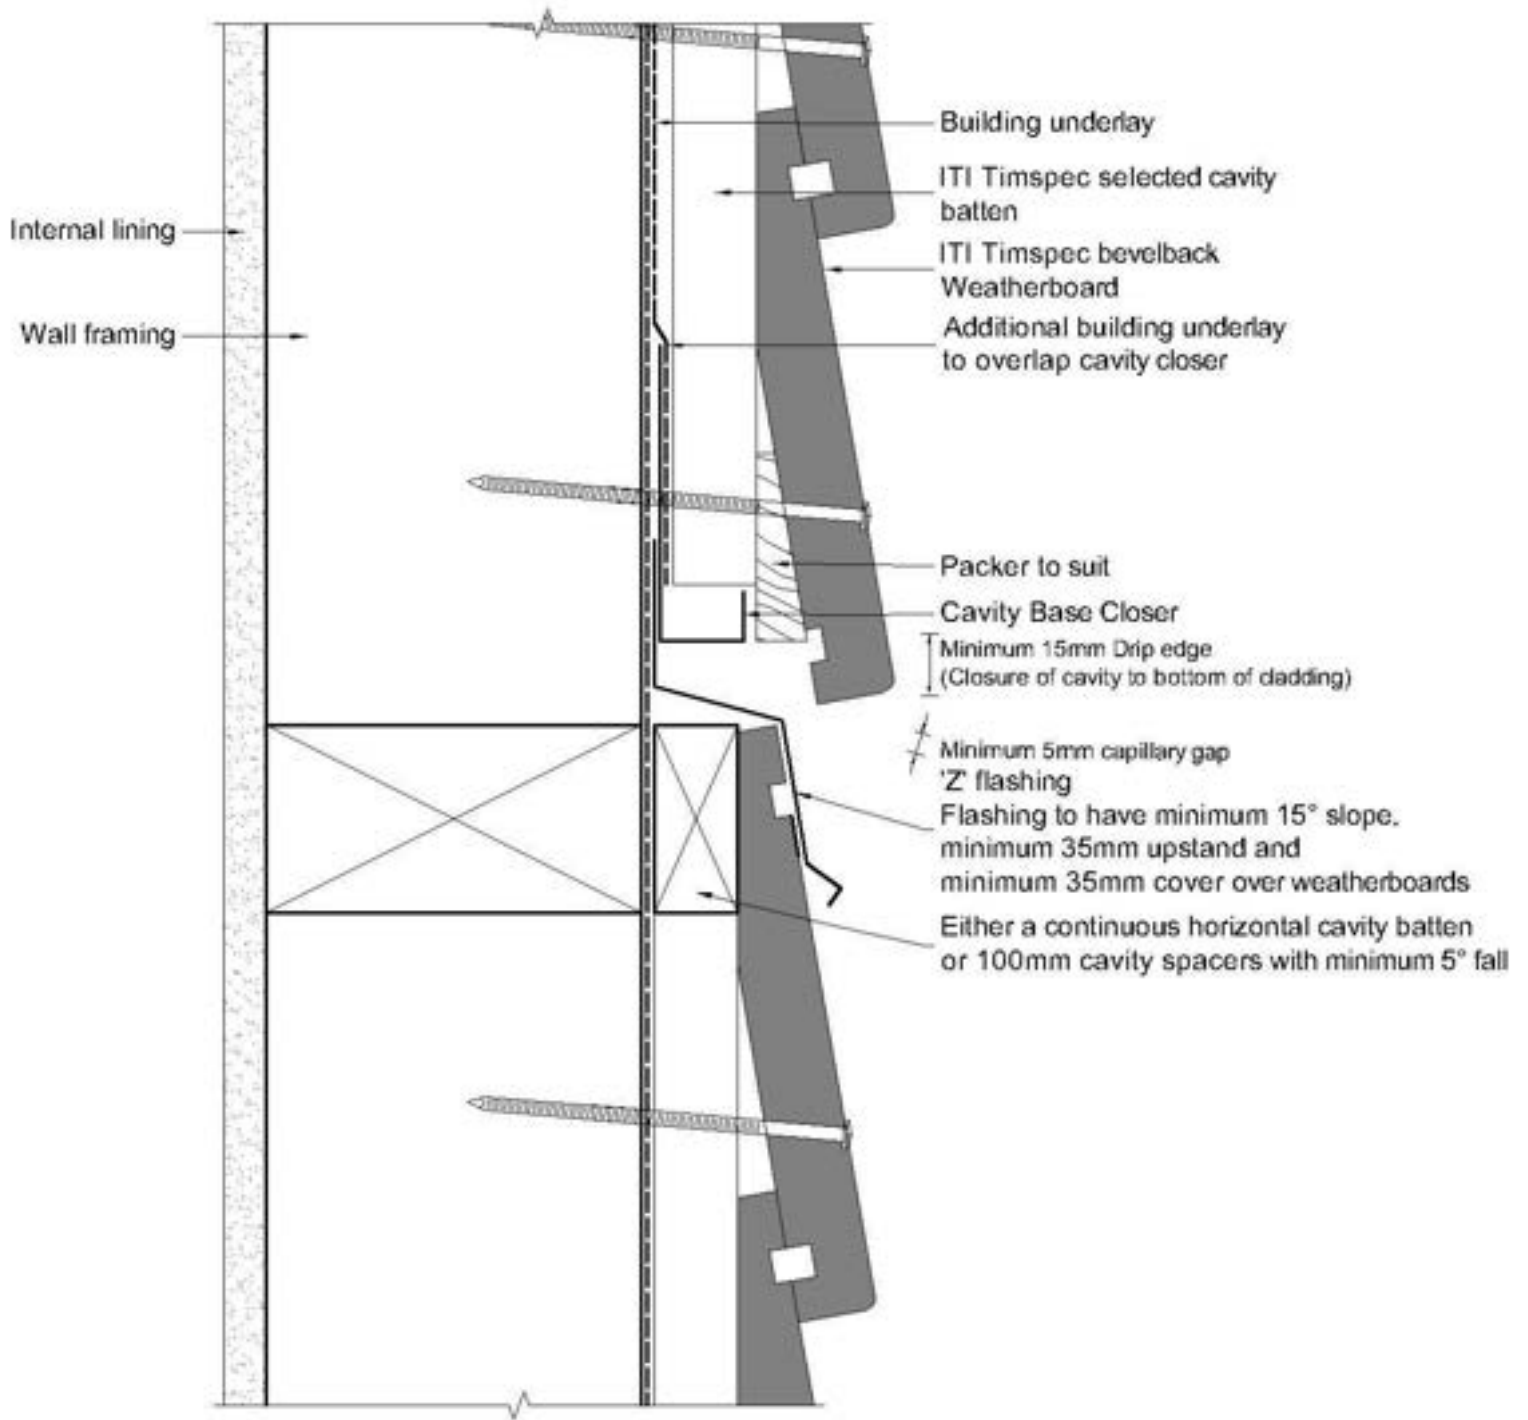 Internal lining
Wall framing
Building underlay
ITI Timspec selected cavity
batten
ITI Timspec bevelback
Weatherboard
Additional building underlay
to overlap cavity closer
Packer to suit
Cavity Base Closer
Minimum 15mm Drip edge
(Closure of cavity to bottom of cladding)
Minimum 5mm capillary gap
'Z' flashing
Flashing to have minimum 15° slope,
minimum 35mm upstand and
minimum 35mm cover over weatherboards
Either a continuous horizontal cavity batten
or 100mm cavity spacers with minimum 5° fall